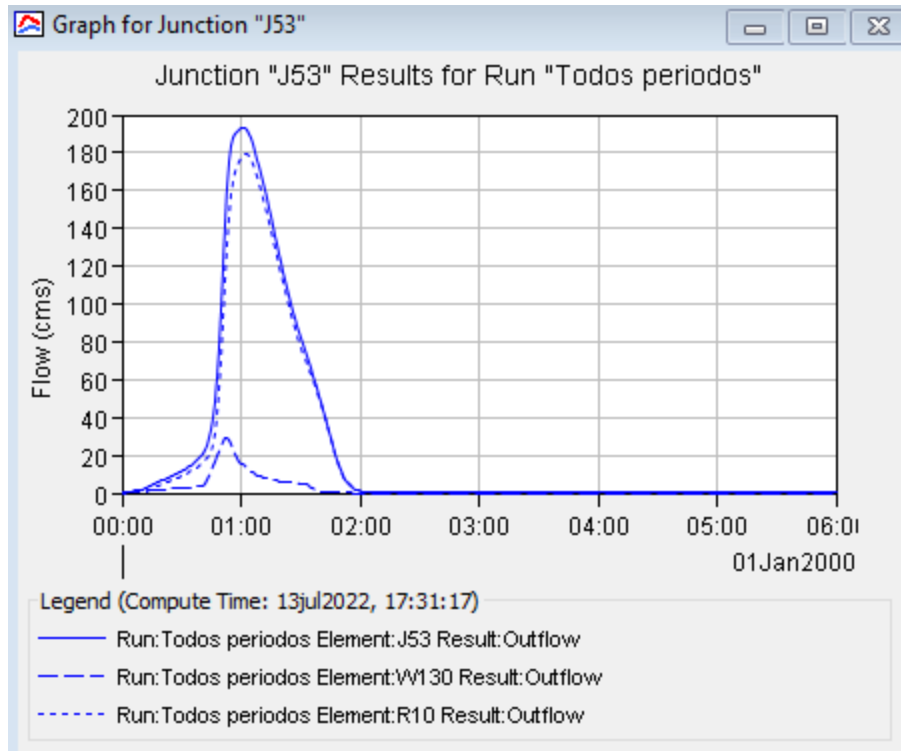 Graph for Junction "J53"
Junction "J53" Results for Run "Todos periodos"
200
180
160
140
120
100
80
60
40
20
0
Flow (cms)
00:00 01:00 02:00 03:00 04:00 05:00 06:0
01Jan2000
Legend (Compute Time: 13jul2022, 17:31:17)
Run:Todos periodos Element:J53 Result:Outflow
Run:Todos periodos Element:W130 Result:Outflow
Run:Todos periodos Element:R10 Result:Outflow